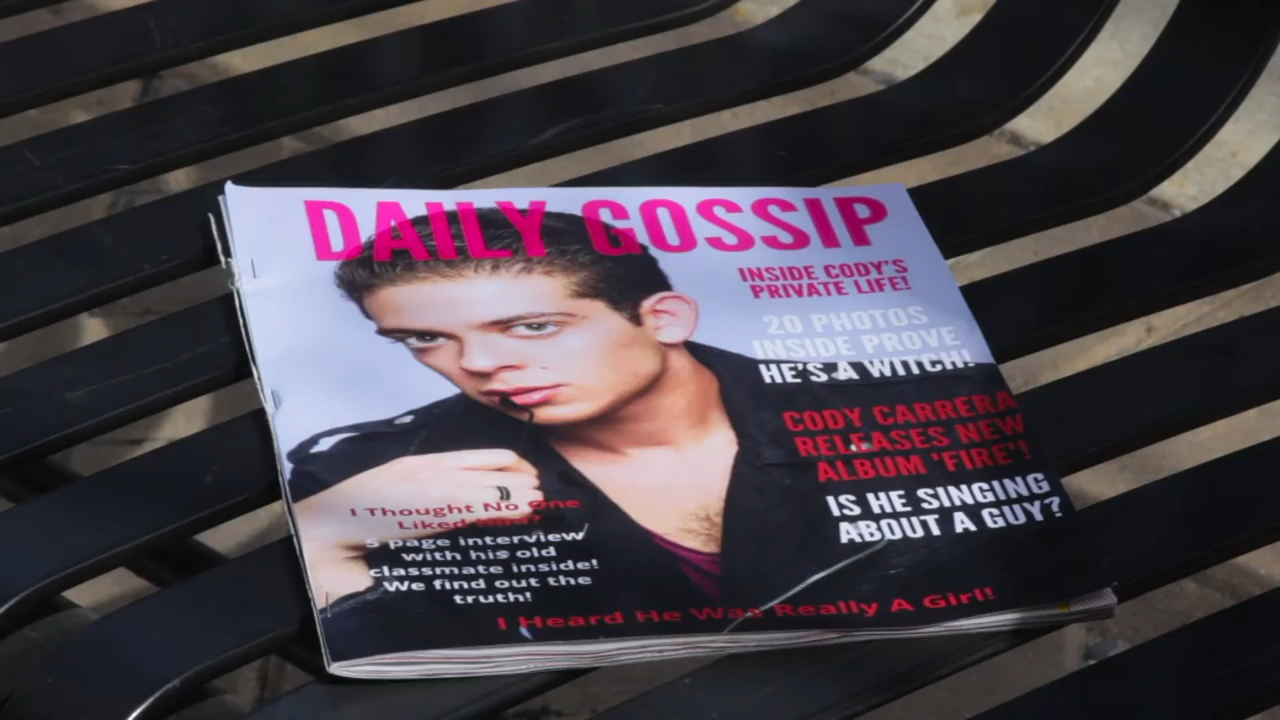 DAILY GOSSIP
INSIDE CODY'S
PRIVATE LIFE!
20 PHOTOS
INSIDE PROVE
HE'S A WITCH!
CODY CARRERA
RELEASES NEW
ALBUM 'FIRE'!
IS HE SINGING
ABOUT A GUY?
I Thought No One
Liked Him?
5 page interview
with his old
classmate inside!
We find out the
truth!
I Heard He Was Really A Girl!